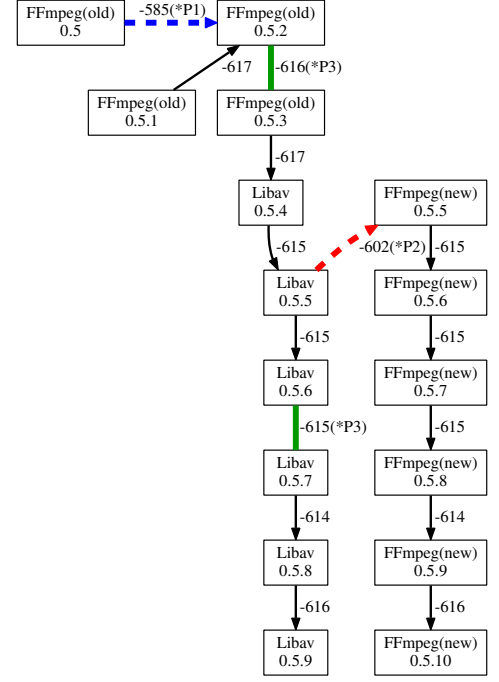 FFmpeg(old)
0.5
-585(*P1)
FFmpeg(old)
0.5.2
-617
-616(*P3)
FFmpeg(old)
0.5.1
FFmpeg(old)
0.5.3
-617
Libav
0.5.4
FFmpeg(new)
0.5.5
-615
-602(*P2)
-615
Libav
0.5.5
FFmpeg(new)
0.5.6
-615
-615
Libav
0.5.6
FFmpeg(new)
0.5.7
-615(*P3)
-615
Libav
0.5.7
FFmpeg(new)
0.5.8
-614
-614
Libav
0.5.8
FFmpeg(new)
0.5.9
-616
-616
Libav
0.5.9
FFmpeg(new)
0.5.10